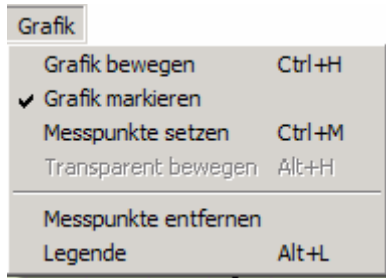 Grafik
Grafik bewegen Ctrl+H
Grafik markieren
Messpunkte setzen Ctrl+M
Transparent bewegen Alt+H
Messpunkte entfernen
Legende Alt+L